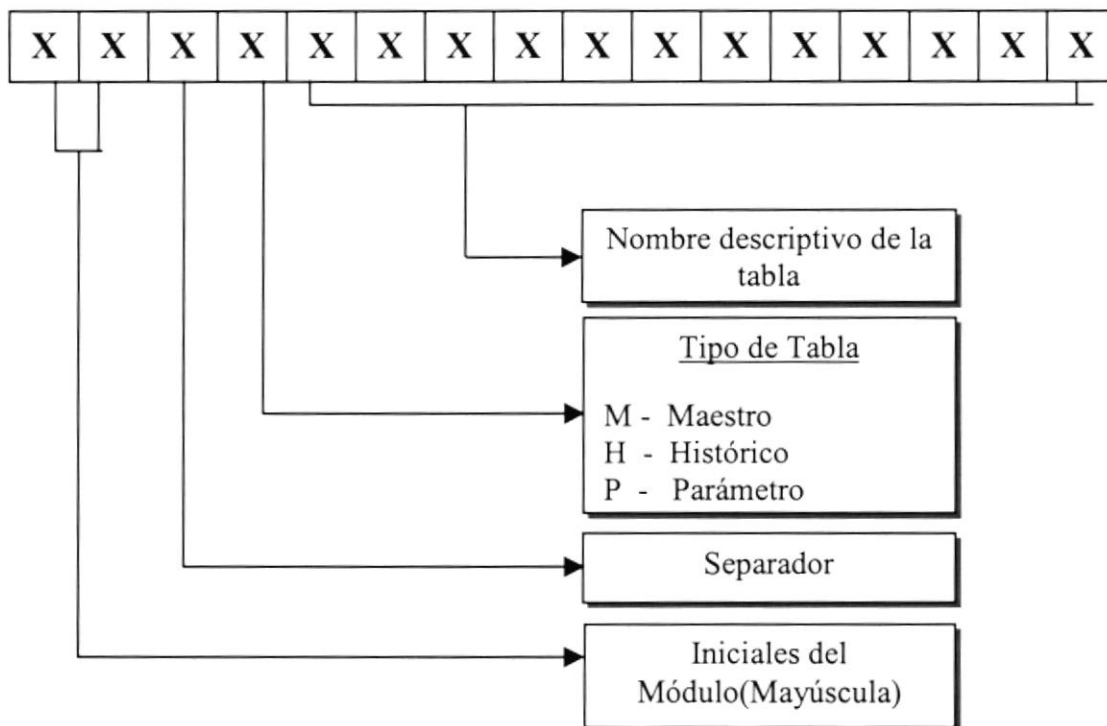 X X X X X X X X X X X X X X X X
Nombre descriptivo de la
tabla
Tipo de Tabla
M - Maestro
H - Histórico
P - Parámetro
Separador
Iniciales del
Módulo(Mayúscula)